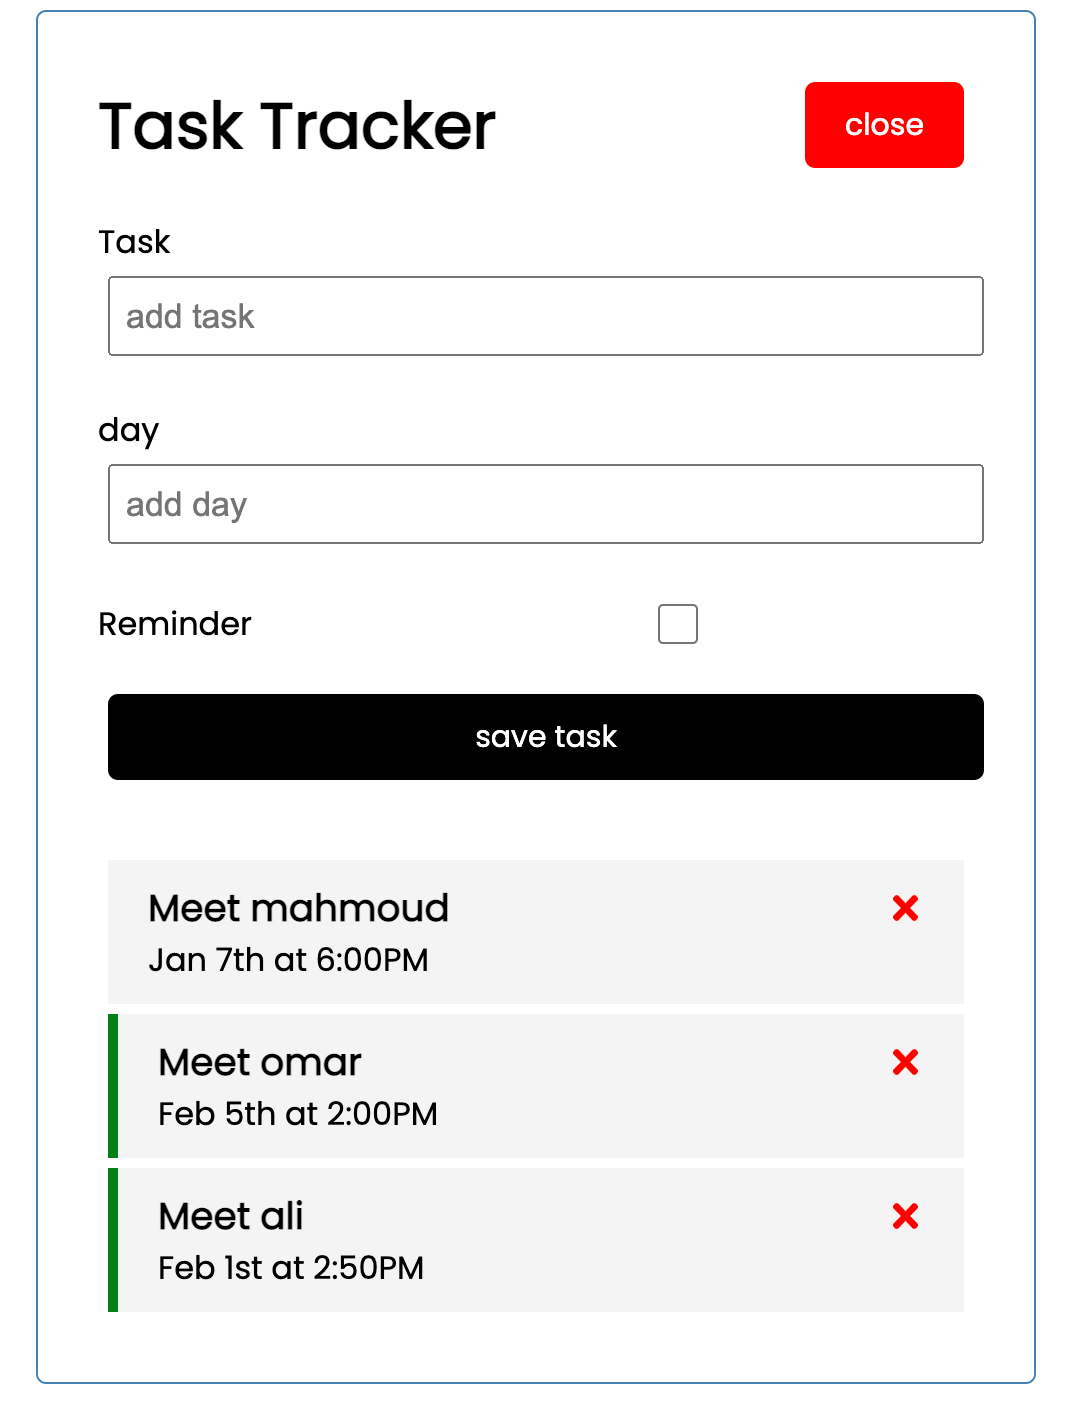 Task Tracker
close
Task
add task
day
add day
Reminder
save task
Meet mahmoud
Jan 7th at 6:00PM
Meet omar
Feb 5th at 2:00PM
Meet ali
Feb 1st at 2:50PM